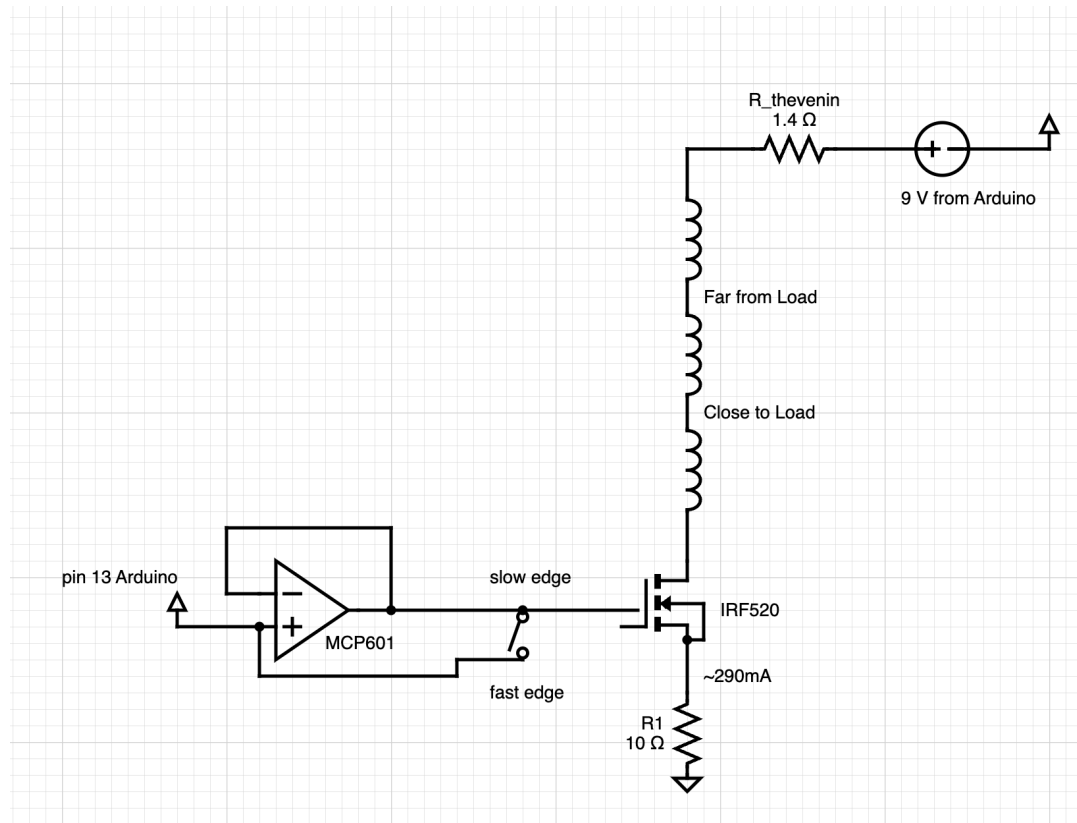 R_thevenin
1.4 Ω
9 V from Arduino
Far from Load
Close to Load
pin 13 Arduino
slow edge
MCP601
IRF520
fast edge
~290mA
R1
10 Ω